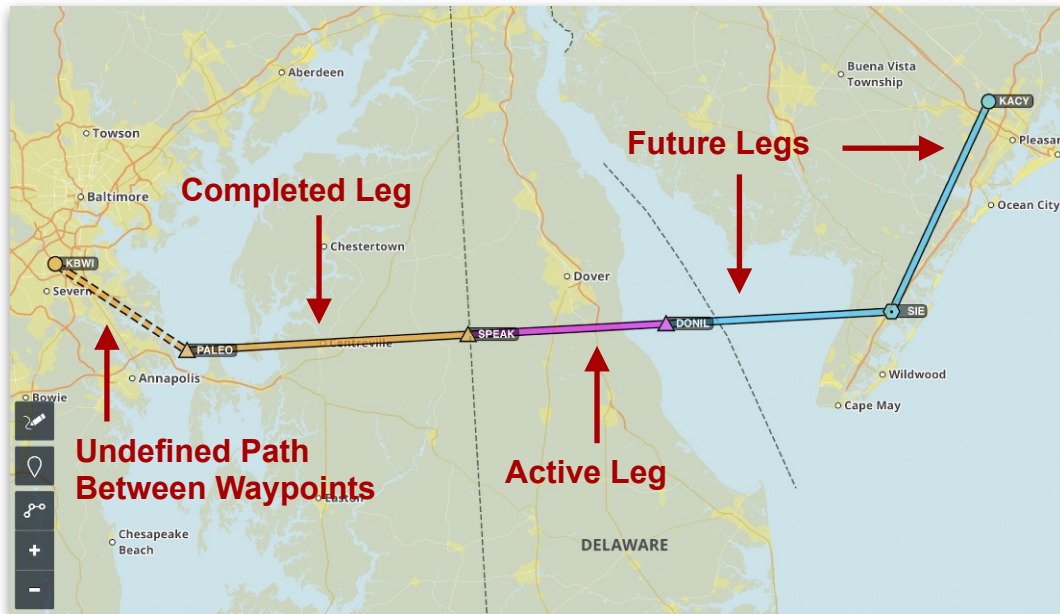 Aberdeen
Buena Vista
Township
KACY
Towson
Pleasan
Future Legs
Completed Leg
Baltimore
Ocean City
Chestertown
KBWI
Severn
Dover
SIE
DONIL
SPEAK
PALEO
Centreville
Annapolis
Wildwood
Bowie
Cape May
Undefined Path
Between Waypoints
Active Leg
Easton
Chesapeake
Beach
DELAWARE
+
-